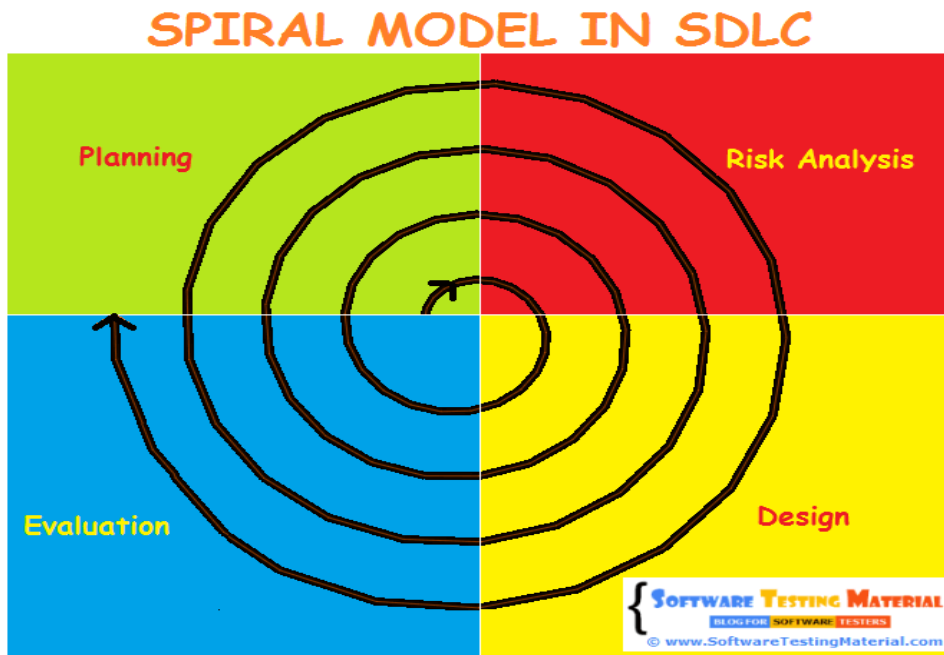 SPIRAL MODEL IN SDLC
Planning
Risk Analysis
Evaluation
Design
{ SOFTWARE TESTING MATERIAL
BLOG FOR SOFTWARE TESTERS
© www.SoftwareTestingMaterial.com